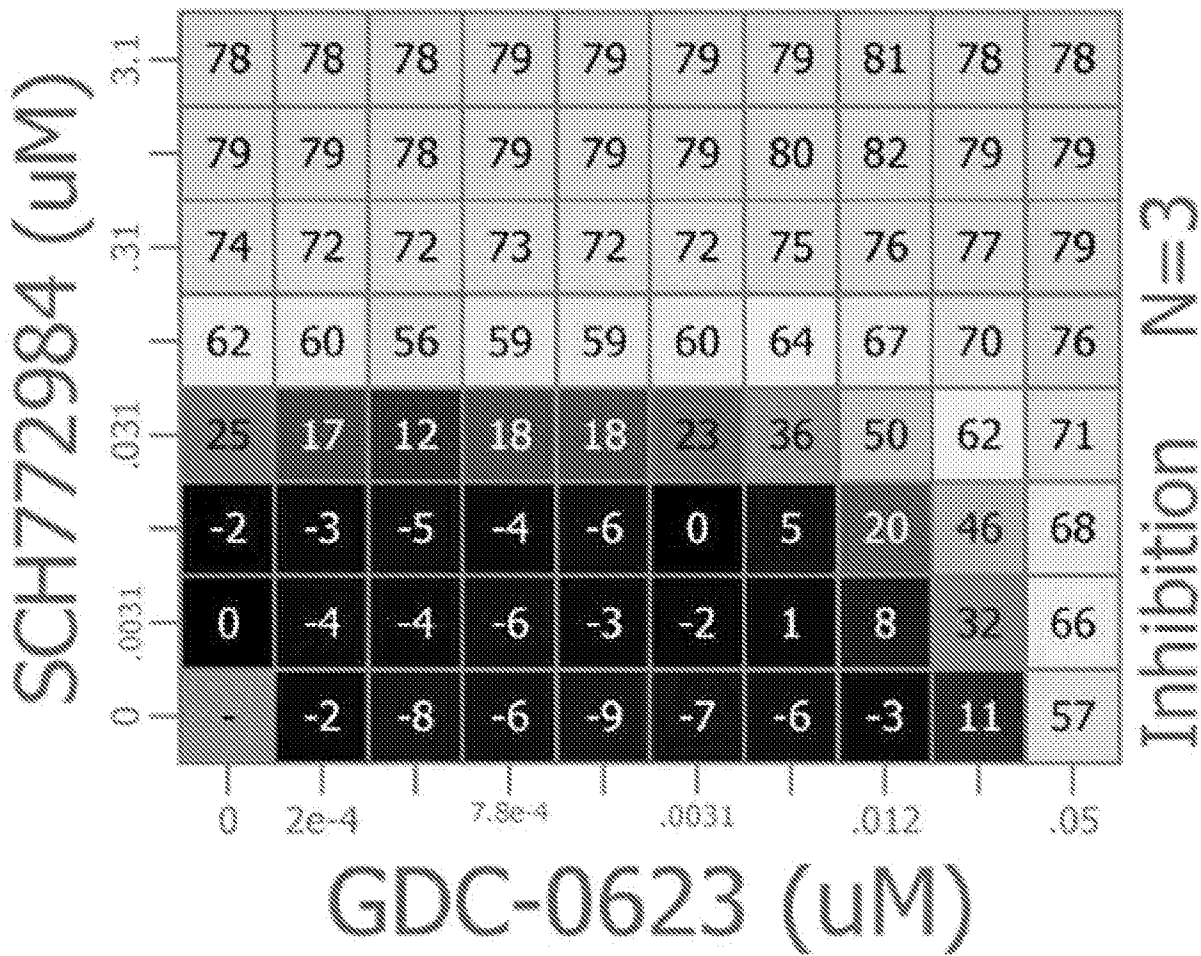 SCH772984 (uM)
3.1 78 78 78 79 79 79 79 81 78 78
79 79 78 79 79 79 80 82 79 79
.31 74 72 72 73 72 72 75 76 77 79
62 60 56 59 59 60 64 67 70 76
.031 25 17 12 18 18 23 36 50 62 71
-2 -3 -5 -4 -6 0 5 20 46 68
.0031 0 -4 -4 -6 -3 -2 1 8 32 66
0 - -2 -8 -6 -9 -7 -6 -3 11 57
0 2e-4 7.8e-4 .0031 .012 .05
GDC-0623 (uM)
Inhibition N=3